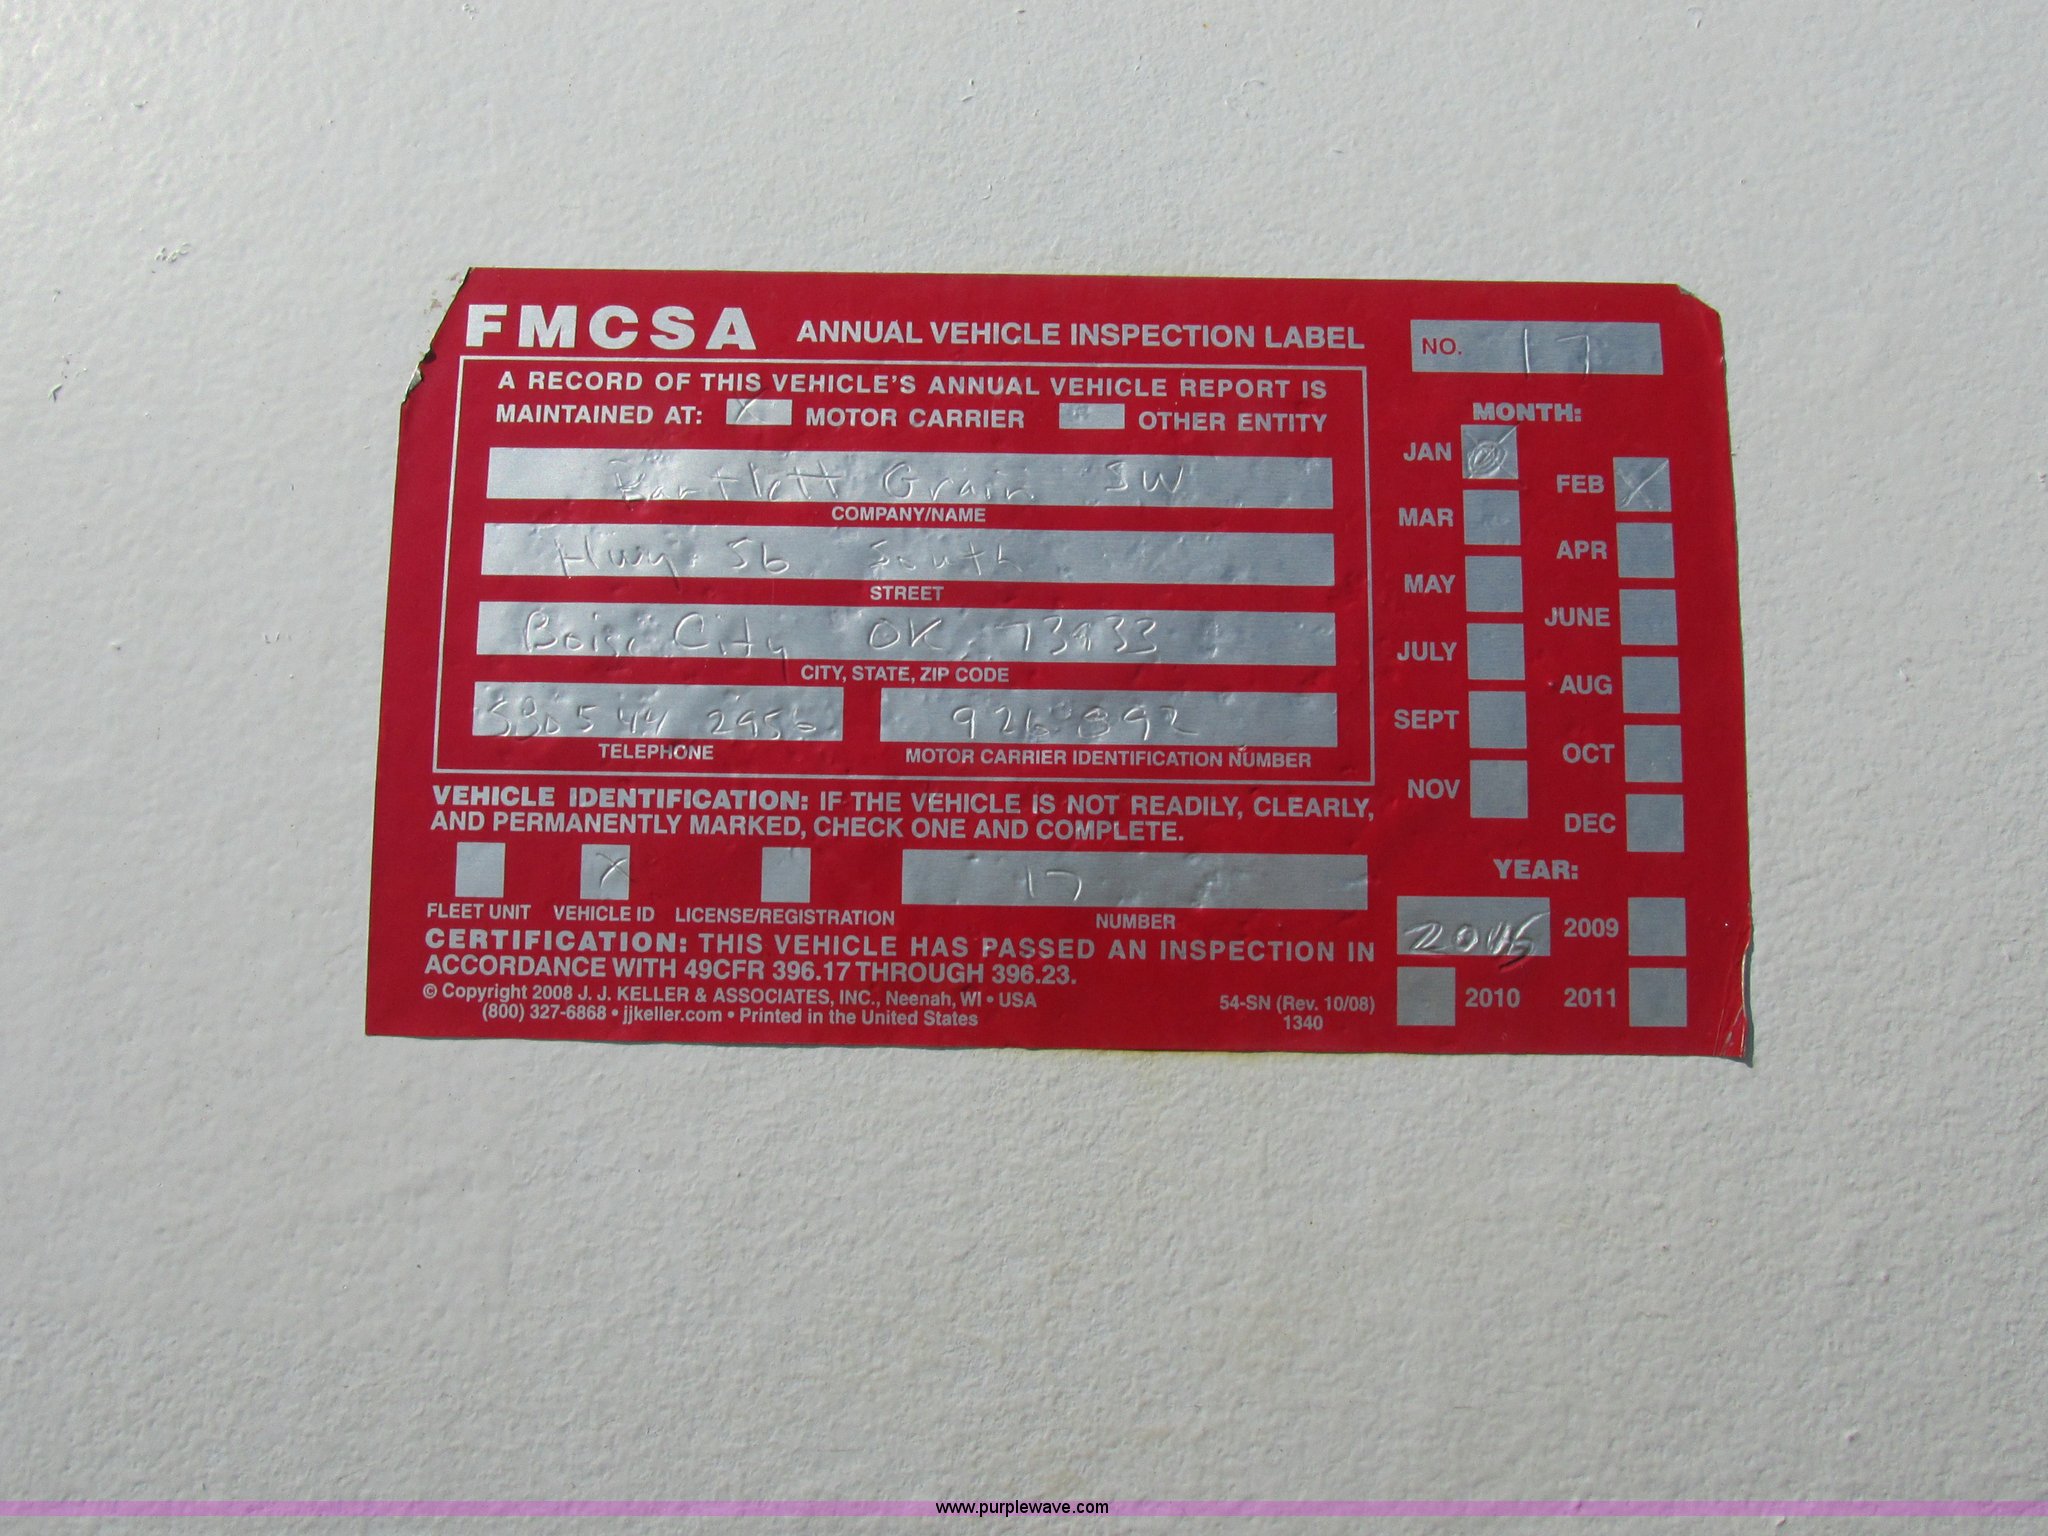 FMCSA ANNUAL VEHICLE INSPECTION LABEL
NO. 17
A RECORD OF THIS VEHICLE'S ANNUAL VEHICLE REPORT IS
MAINTAINED AT: X MOTOR CARRIER OTHER ENTITY
Bartlett Grain SW
COMPANY/NAME
Hwy 56 South
STREET
Boise City OK 73933
CITY, STATE, ZIP CODE
580 544 2956 926892
TELEPHONE MOTOR CARRIER IDENTIFICATION NUMBER
VEHICLE IDENTIFICATION: IF THE VEHICLE IS NOT READILY, CLEARLY,
AND PERMANENTLY MARKED, CHECK ONE AND COMPLETE.
X 17
FLEET UNIT VEHICLE ID LICENSE/REGISTRATION NUMBER
CERTIFICATION: THIS VEHICLE HAS PASSED AN INSPECTION IN
ACCORDANCE WITH 49CFR 396.17 THROUGH 396.23.
© Copyright 2008 J. J. KELLER & ASSOCIATES, INC., Neenah, WI • USA
(800) 327-6868 • jjkeller.com • Printed in the United States
54-SN (Rev. 10/08)
1340
MONTH:
JAN
FEB X
MAR
APR
MAY
JUNE
JULY
AUG
SEPT
OCT
NOV
DEC
YEAR:
2009
2010 2011
www.purplewave.com